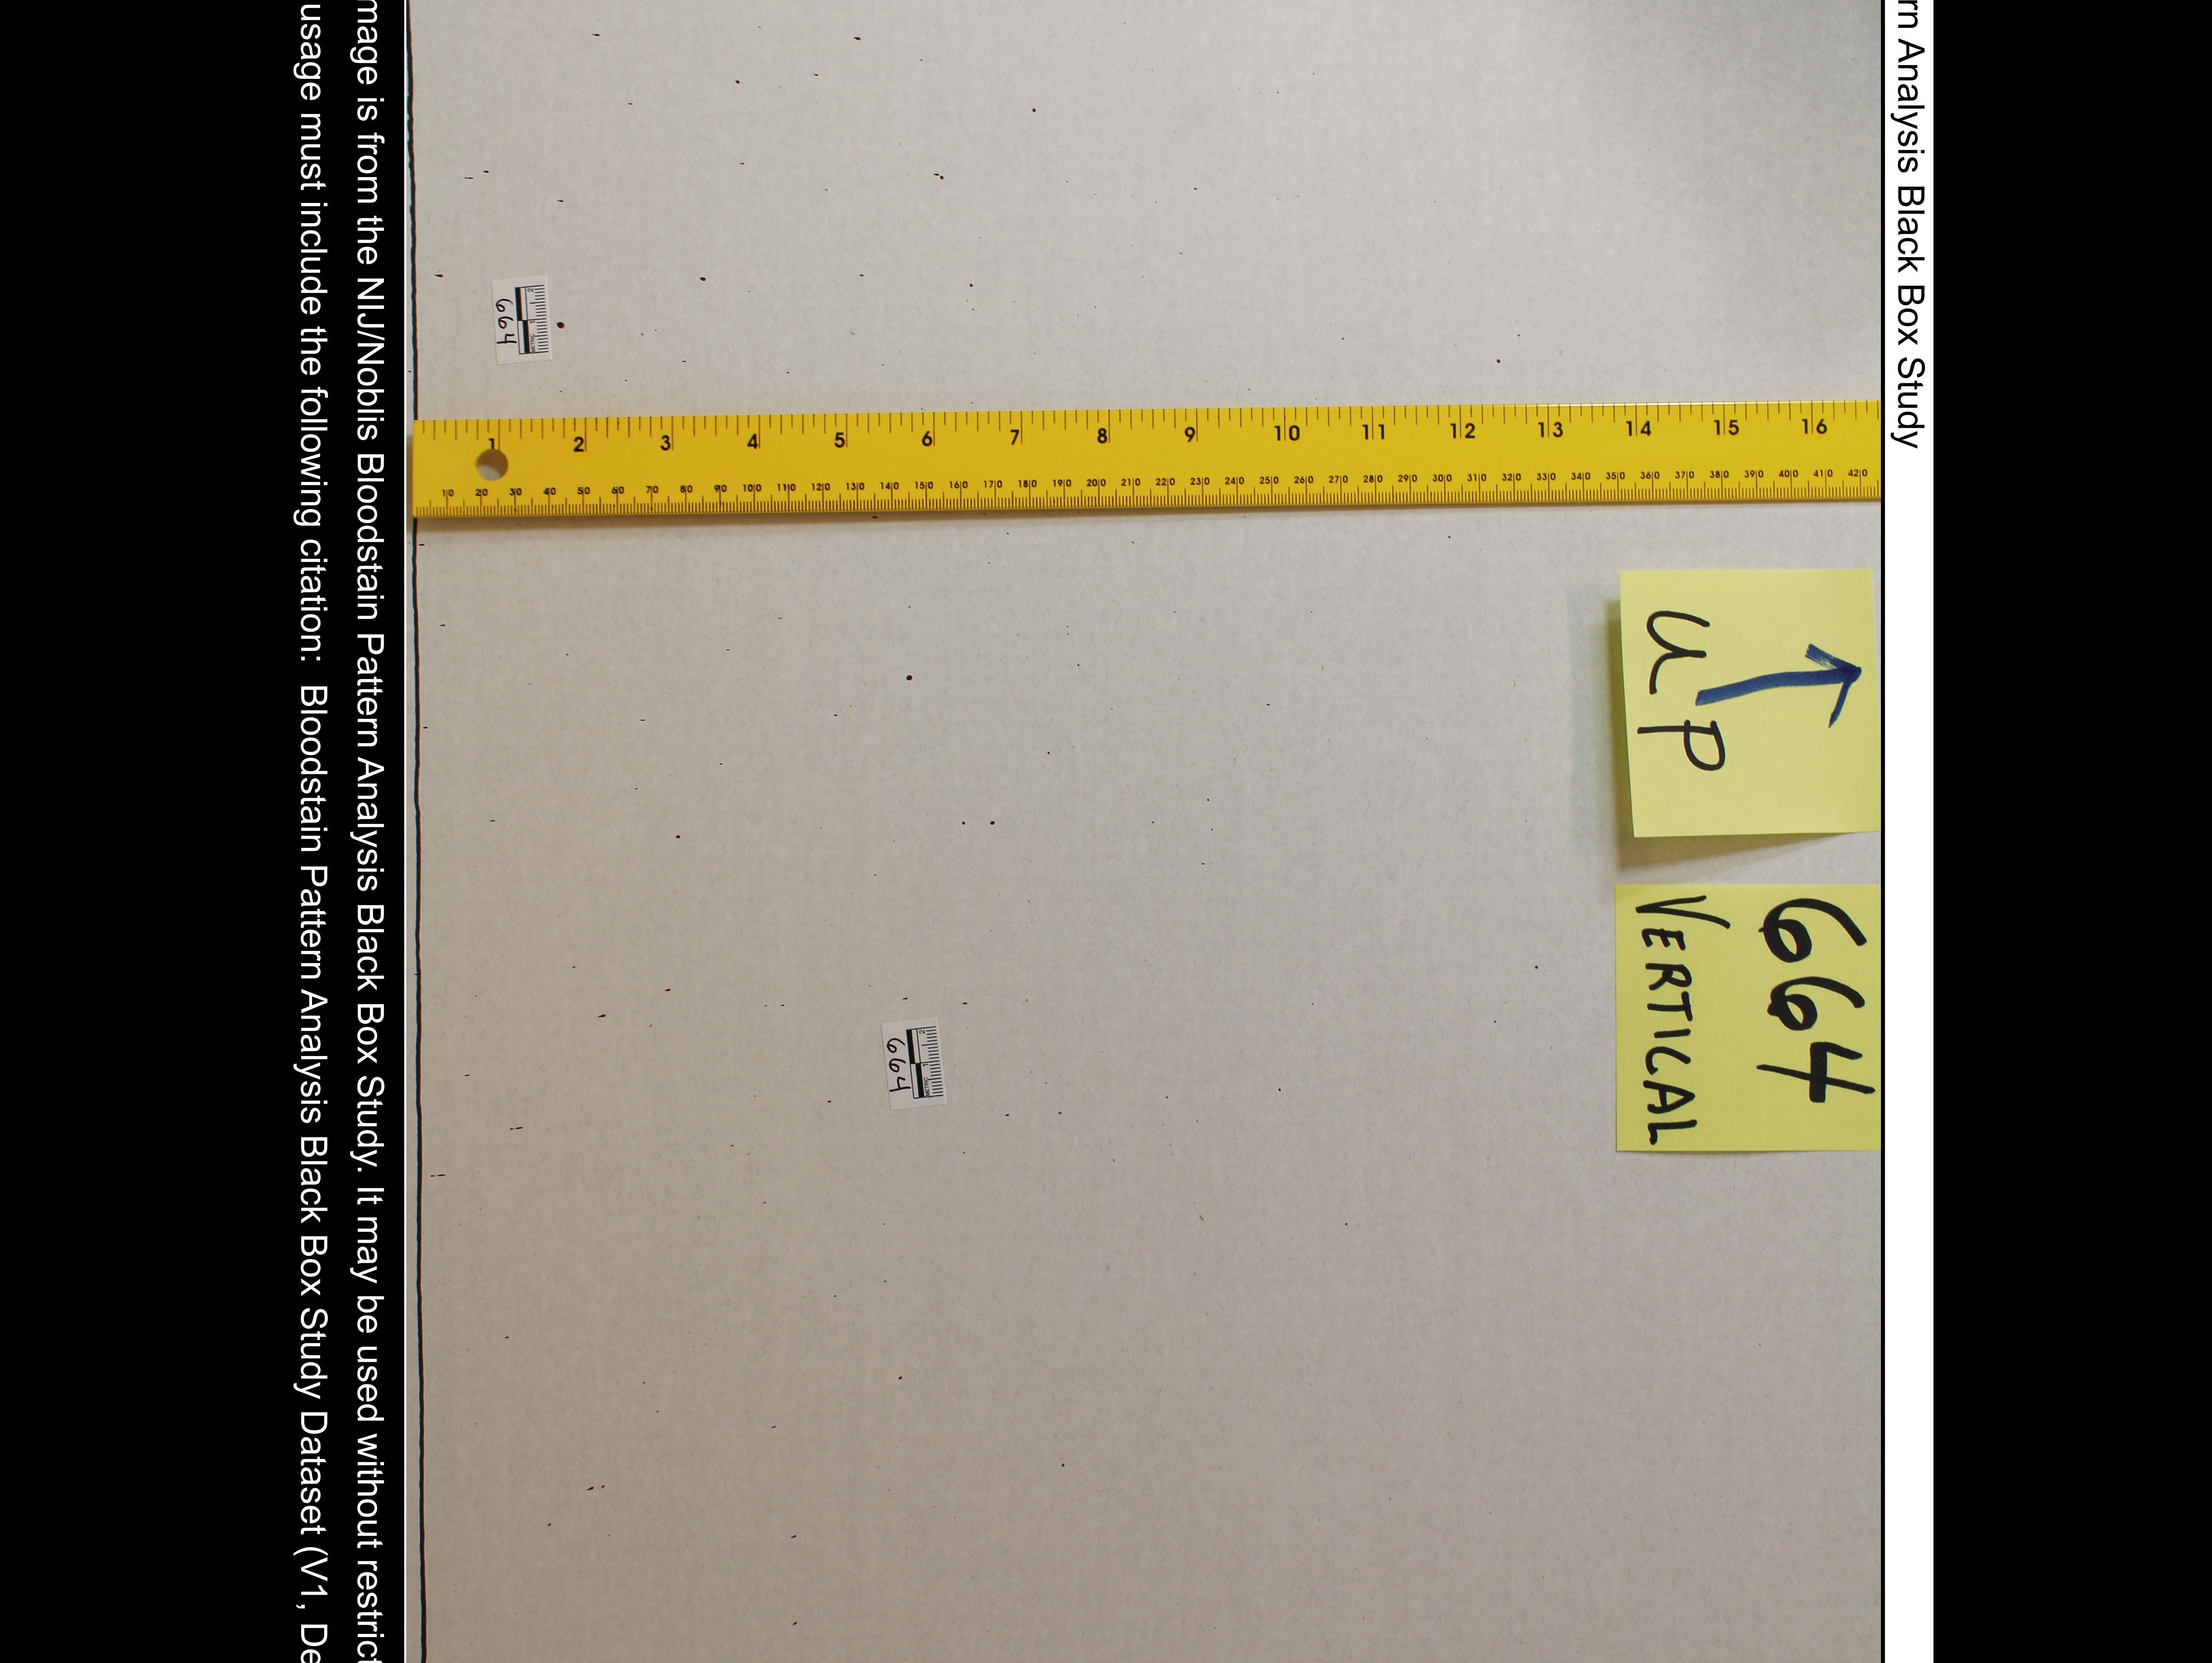 rn Analysis Black Box Study
UP
664
VERTICAL
1 2 3 4 5 6 7 8 9 10 11 12 13 14 15 16
10 20 30 40 50 60 70 80 90 100 110 120 130 140 150 160 170 180 190 200 210 220 230 240 250 260 270 280 290 300 310 320 330 340 350 360 370 380 390 400 410 420
664
664
mage is from the NIJ/Noblis Bloodstain Pattern Analysis Black Box Study. It may be used without restrict
usage must include the following citation: Bloodstain Pattern Analysis Black Box Study Dataset (V1, De